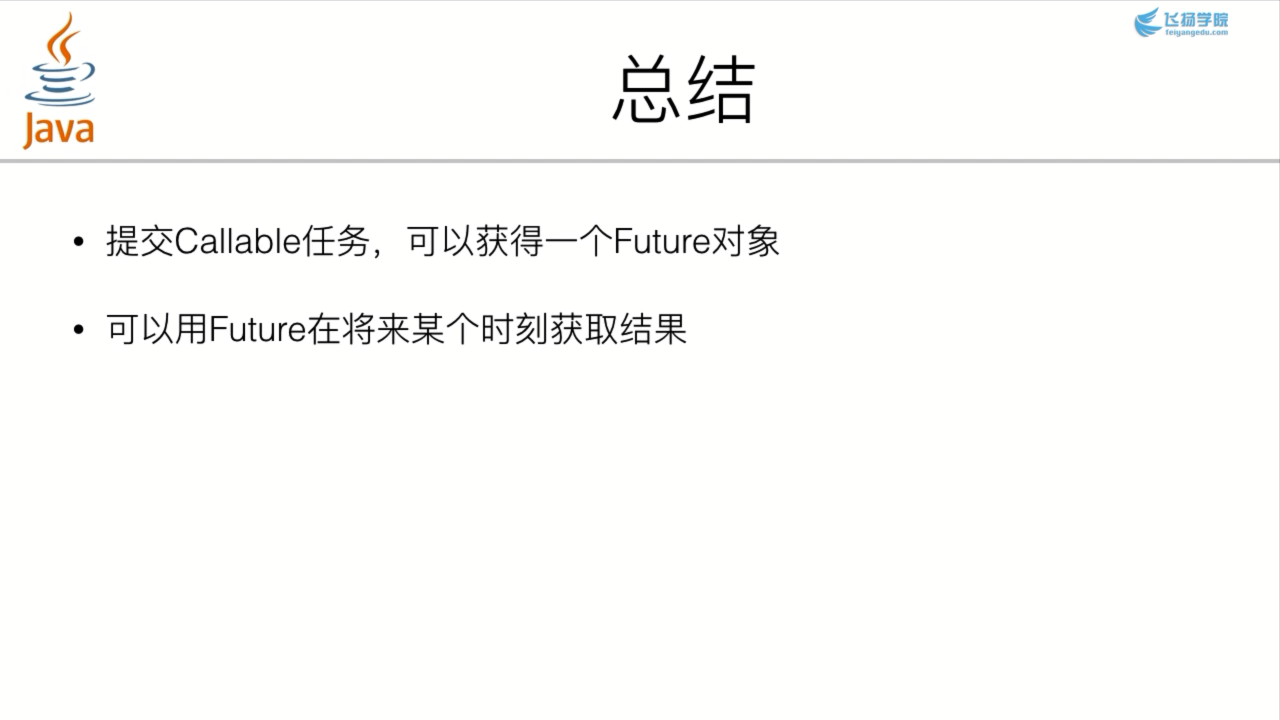 Java
飞扬学院
feiyangedu.com
总结
• 提交Callable任务，可以获得一个Future对象
• 可以用Future在将来某个时刻获取结果